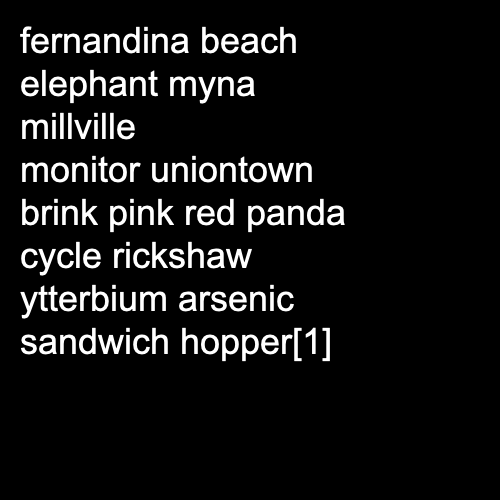 fernandina beach
elephant myna
millville
monitor uniontown
brink pink red panda
cycle rickshaw
ytterbium arsenic
sandwich hopper[1]